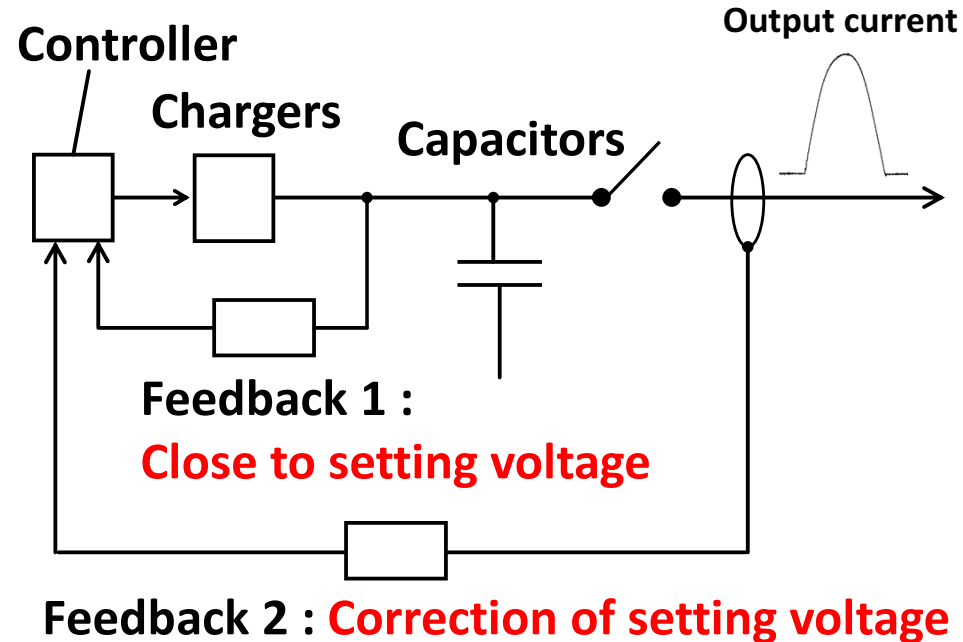 Output current
Controller
Chargers
Capacitors
Feedback 1 :
Close to setting voltage
Feedback 2 : Correction of setting voltage